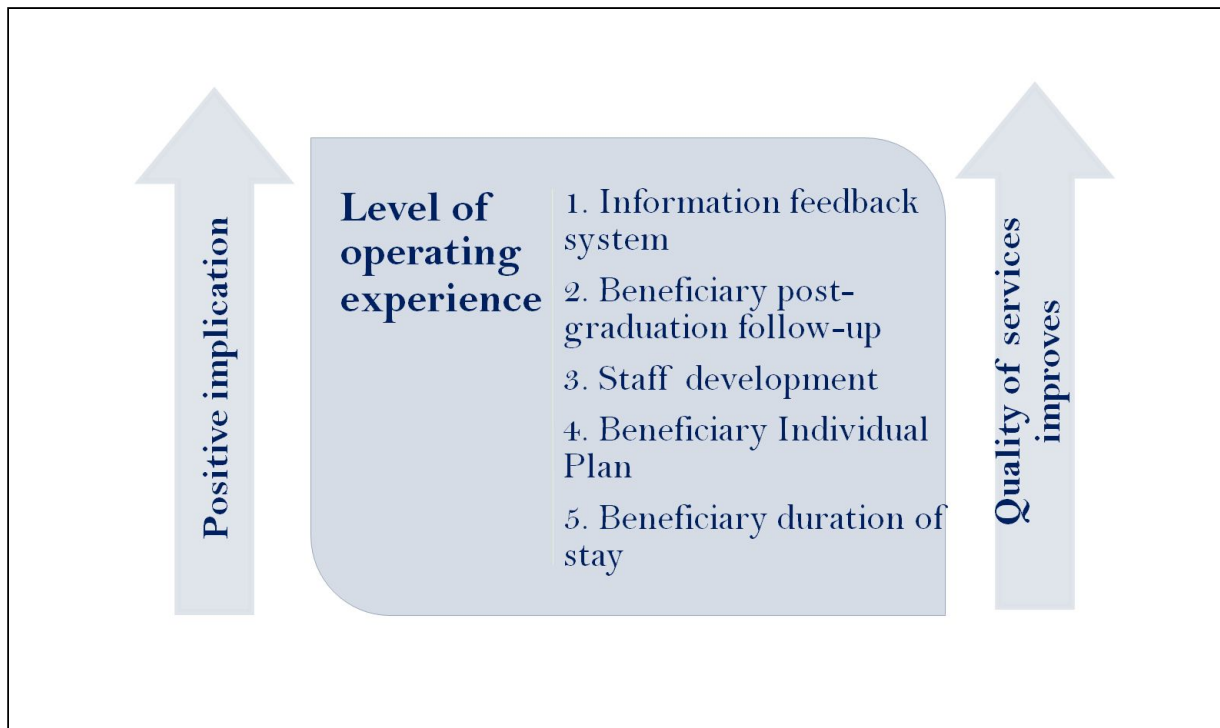 Positive implication
Level of
operating
experience
1. Information feedback
system
2. Beneficiary post-
graduation follow-up
3. Staff development
4. Beneficiary Individual
Plan
5. Beneficiary duration of
stay
Quality of services
improves